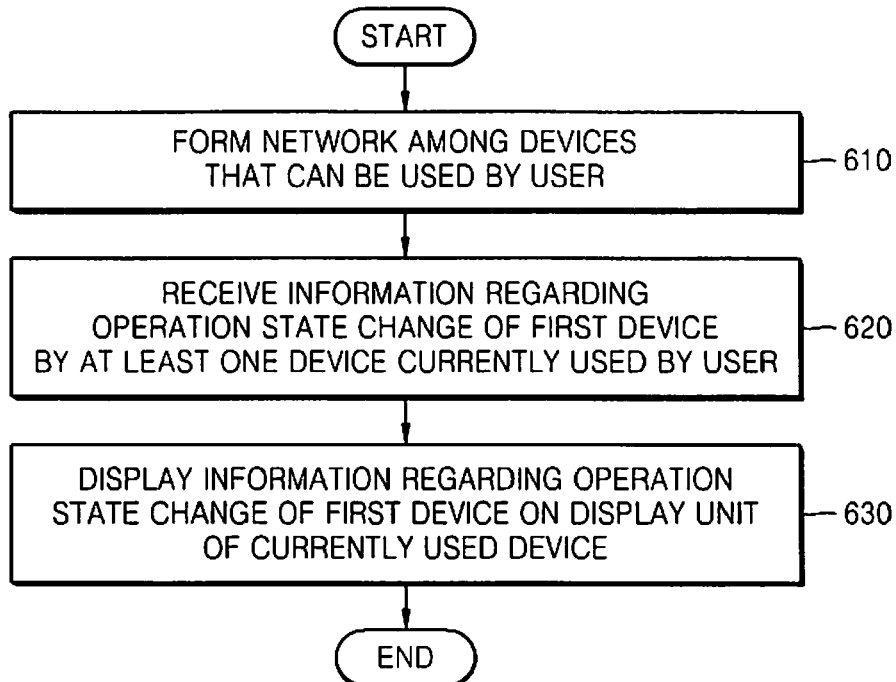 START
FORM NETWORK AMONG DEVICES
THAT CAN BE USED BY USER
610
RECEIVE INFORMATION REGARDING
OPERATION STATE CHANGE OF FIRST DEVICE
BY AT LEAST ONE DEVICE CURRENTLY USED BY USER
620
DISPLAY INFORMATION REGARDING OPERATION
STATE CHANGE OF FIRST DEVICE ON DISPLAY UNIT
OF CURRENTLY USED DEVICE
630
END